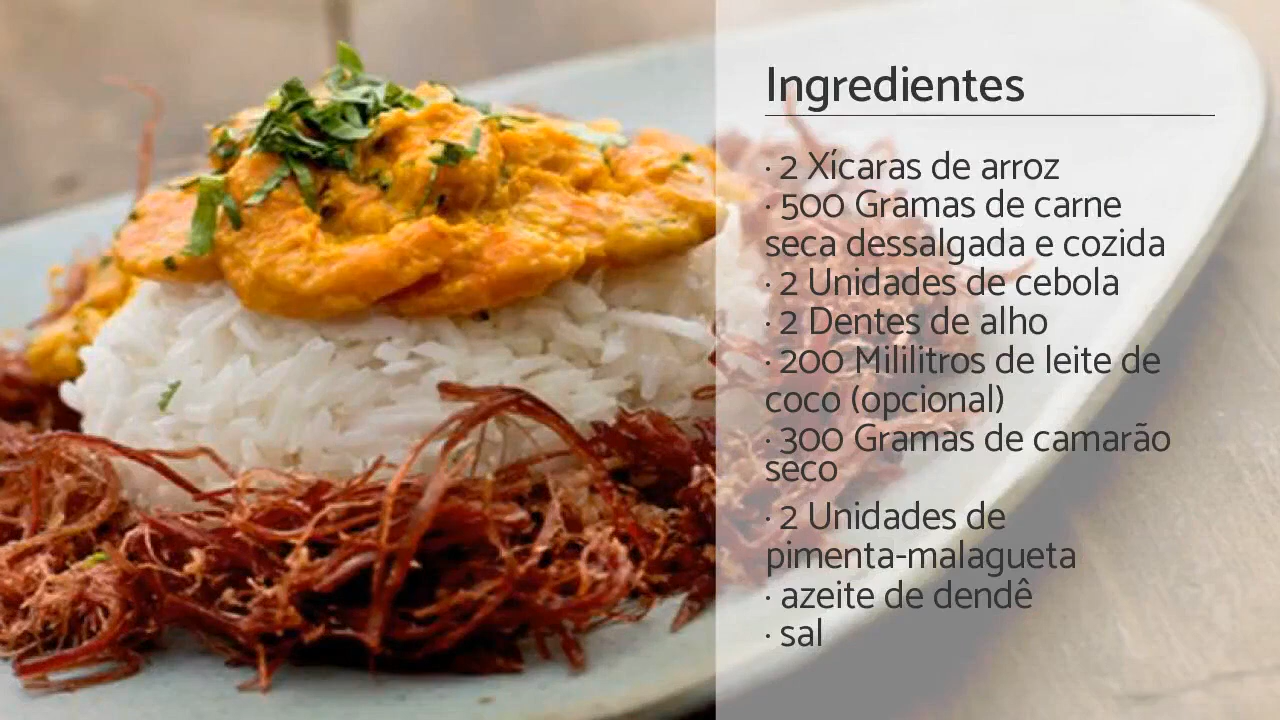 Ingredientes
· 2 Xícaras de arroz
· 500 Gramas de carne
seca dessalgada e cozida
· 2 Unidades de cebola
· 2 Dentes de alho
· 200 Mililitros de leite de
coco (opcional)
· 300 Gramas de camarão
seco
· 2 Unidades de
pimenta-malagueta
· azeite de dendê
· sal